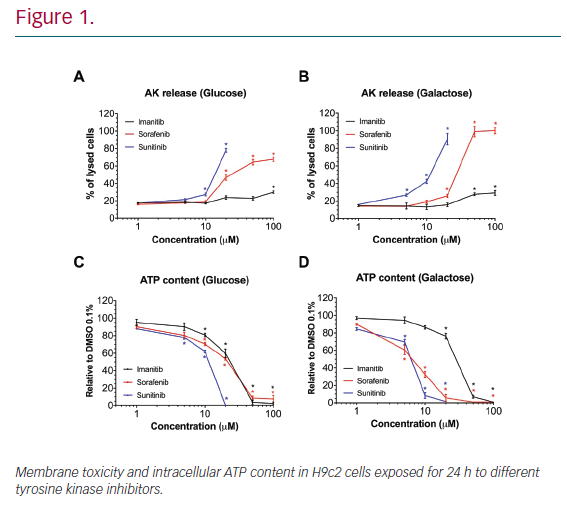 Figure 1.
A
AK release (Glucose)
% of lysed cells
120
100
80
60
40
20
0
Imanitib
Sorafenib
Sunitinib
1
10
100
Concentration (μM)
B
AK release (Galactose)
% of lysed cells
120
100
80
60
40
20
0
Imanitib
Sorafenib
Sunitinib
1
10
100
Concentration (μM)
C
ATP content (Glucose)
Relative to DMSO 0.1%
120
100
80
60
40
20
0
Imanitib
Sorafenib
Sunitinib
1
10
100
Concentration (μM)
D
ATP content (Galactose)
Relative to DMSO 0.1%
120
100
80
60
40
20
0
Imanitib
Sorafenib
Sunitinib
1
10
100
Concentration (μM)
Membrane toxicity and intracellular ATP content in H9c2 cells exposed for 24 h to different
tyrosine kinase inhibitors.